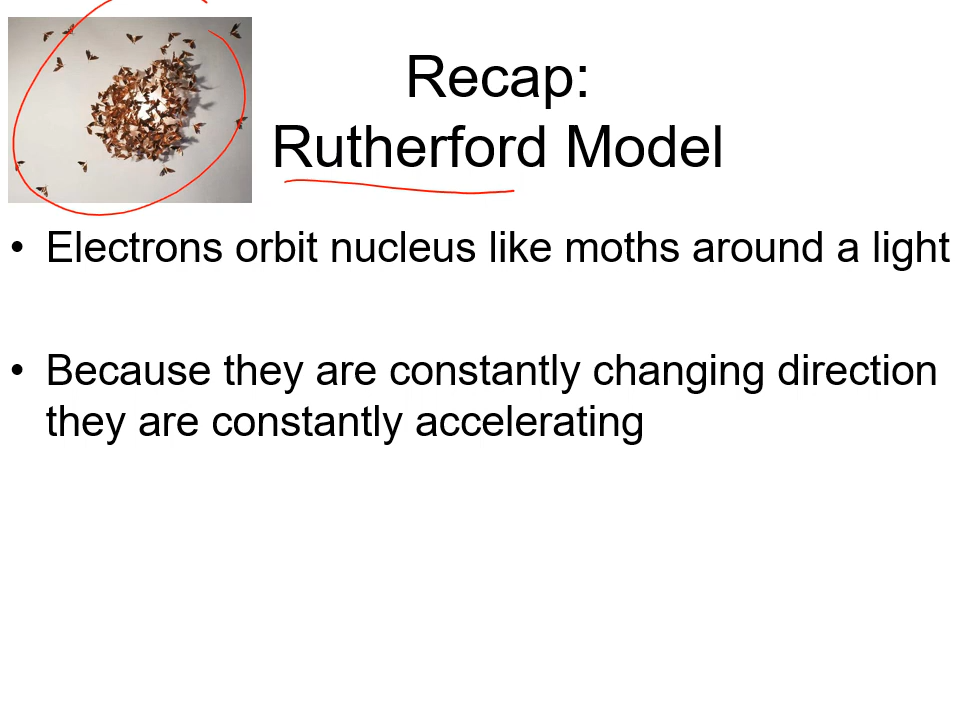 Recap:
Rutherford Model
• Electrons orbit nucleus like moths around a light
• Because they are constantly changing direction
they are constantly accelerating